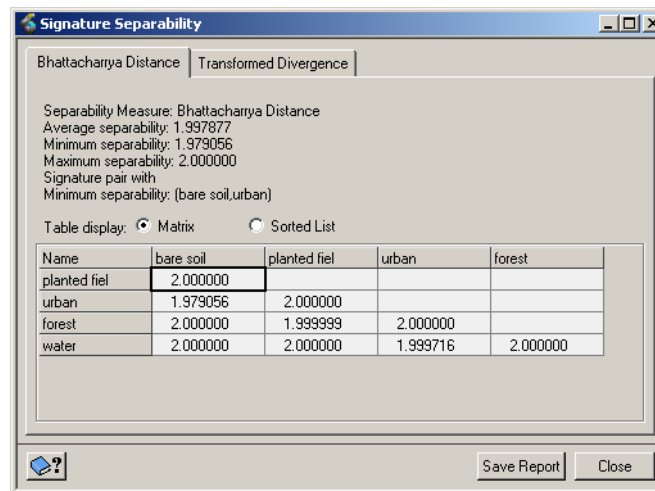 Signature Separability
Bhattacharrya Distance Transformed Divergence
Separability Measure: Bhattacharrya Distance
Average separability: 1.997877
Minimum separability: 1.979056
Maximum separability: 2.000000
Signature pair with
Minimum separability: (bare soil,urban)
Table display: Matrix Sorted List
Name bare soil planted fiel urban forest
planted fiel 2.000000
urban 1.979056 2.000000
forest 2.000000 1.999999 2.000000
water 2.000000 2.000000 1.999716 2.000000
? Save Report Close